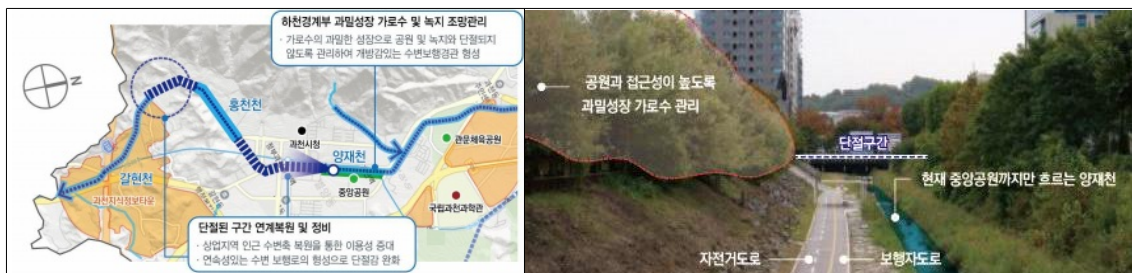 하천경계부 과밀성장 가로수 및 녹지 조망관리
· 가로수의 과밀한 성장으로 공원 및 녹지와 단절되지
않도록 관리하여 개방감있는 수변보행경관 형성
N
홍천천
과천시청
양재천
관문체육공원
갈현천
중앙공원
과천지식정보타운
국립과천과학관
단절된 구간 연계복원 및 정비
· 상업지역 인근 수변축 복원을 통한 이용성 증대
· 연속성있는 수변 보행로의 형성으로 단절감 완화
공원과 접근성이 높도록
과밀성장 가로수 관리
단절구간
현재 중앙공원까지만 흐르는 양재천
자전거도로
보행자도로